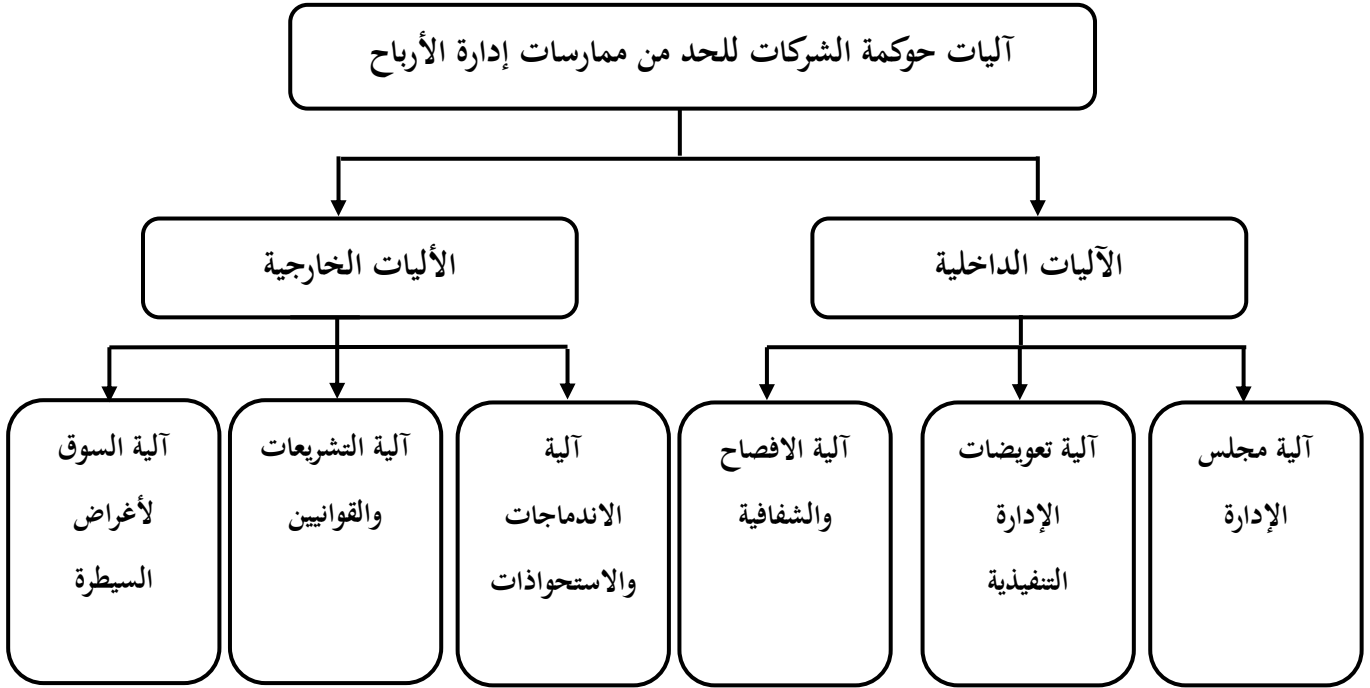 آليات حوكمة الشركات للحد من ممارسات إدارة الأرباح
الآليات الداخلية
الأليات الخارجية
آلية مجلس
الإدارة
آلية تعويضات
الإدارة
التنفيذية
آلية الافصاح
والشفافية
آلية
الاندماجات
والاستحواذات
آلية التشريعات
والقوانيين
آلية السوق
لأغراض
السيطرة